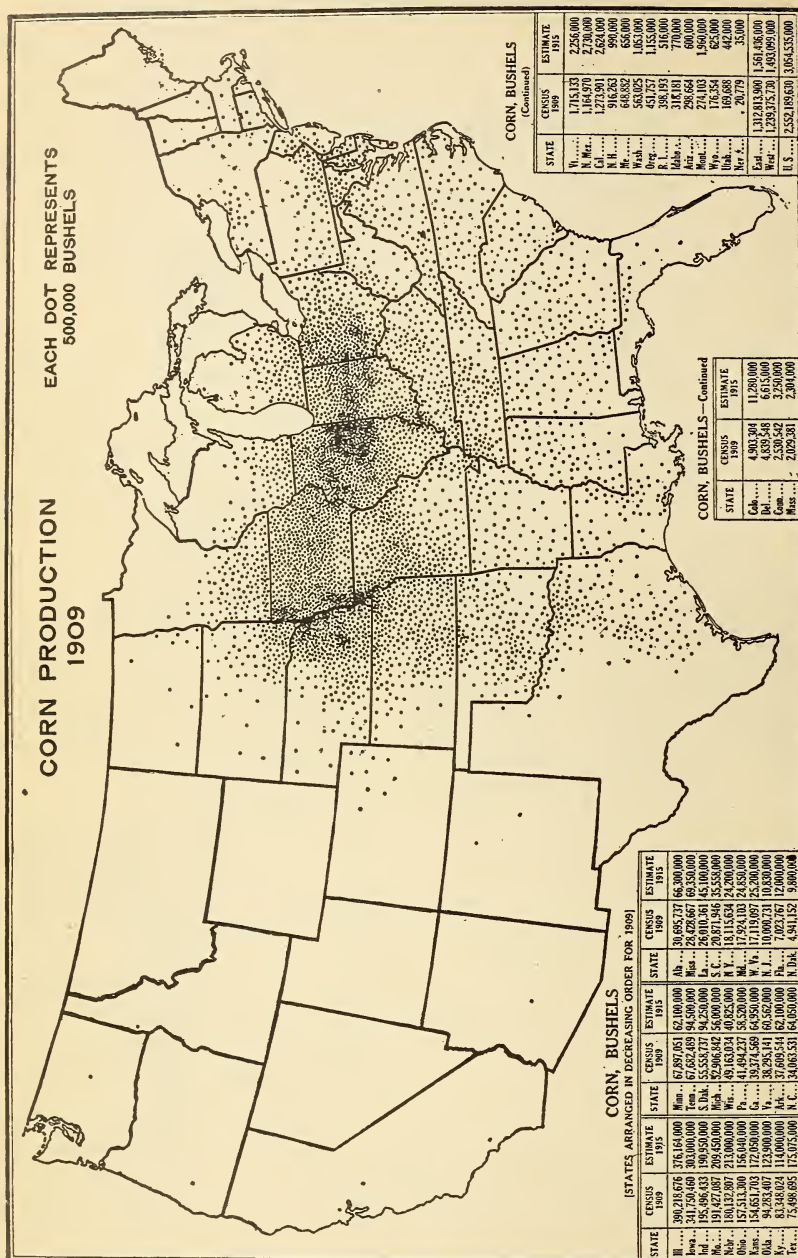 CORN PRODUCTION
1909
EACH DOT REPRESENTS
500,000 BUSHELS
CORN, BUSHELS
[STATES ARRANGED IN DECREASING ORDER FOR 1909]
STATE CENSUS 1909 ESTIMATE 1915 STATE CENSUS 1909 ESTIMATE 1915 STATE CENSUS 1909 ESTIMATE 1915
Ill.... 390,218,676 376,164,000 Minn.. 67,897,051 62,100,000 Ala.... 30,695,737 66,300,000
Iowa.. 341,750,460 303,000,000 Tenn.. 67,682,489 94,500,000 Miss... 28,428,667 69,350,000
Ind.... 195,496,433 190,950,000 S. Dak. 55,558,737 94,250,000 La..... 26,010,361 45,100,000
Mo.... 191,427,087 209,450,000 Mich.. 52,906,842 56,000,000 S. C... 20,871,946 35,558,000
Nebr.. 180,132,807 213,000,000 Wis... 49,163,034 40,825,000 N. Y... 18,115,634 24,200,000
Ohio... 157,513,300 156,040,000 Pa..... 41,494,237 58,520,000 Md.... 17,924,103 24,850,000
Kans... 154,651,703 172,050,000 Ga..... 39,374,569 64,950,000 W. Va.. 17,119,097 25,200,000
Okla... 94,283,407 123,900,000 Va..... 38,295,141 60,562,000 N. J... 10,000,731 10,830,000
Ky..... 83,348,024 114,000,000 Ark.... 37,609,544 62,100,000 Fla.... 7,023,767 12,000,000
Tex.... 75,498,695 175,075,000 N. C... 34,063,531 64,050,000 N. Dak. 4,941,152 9,800,000
CORN, BUSHELS—Continued
STATE CENSUS 1909 ESTIMATE 1915
Colo.... 4,903,304 11,280,000
Del..... 4,839,548 6,615,000
Conn.... 2,530,542 3,250,000
Mass.... 2,029,381 2,304,000
CORN, BUSHELS
(Continued)
STATE CENSUS 1909 ESTIMATE 1915
Vt..... 1,715,133 2,256,000
N. Mex.. 1,164,970 2,730,000
Cal..... 1,273,901 2,624,000
N. H.... 916,263 990,000
Me..... 648,882 656,000
Wash... 563,025 1,053,000
Oreg.... 451,757 1,155,000
R. I..... 398,193 516,000
Idaho... 318,181 770,000
Ariz.... 298,664 600,000
Mont... 274,103 1,960,000
Wyo.... 176,354 625,000
Utah.... 169,688 442,000
Nev..... 20,779 35,000
East.... 1,312,813,900 1,561,436,000
West... 1,239,375,730 1,493,099,000
U. S.... 2,552,189,630 3,054,535,000